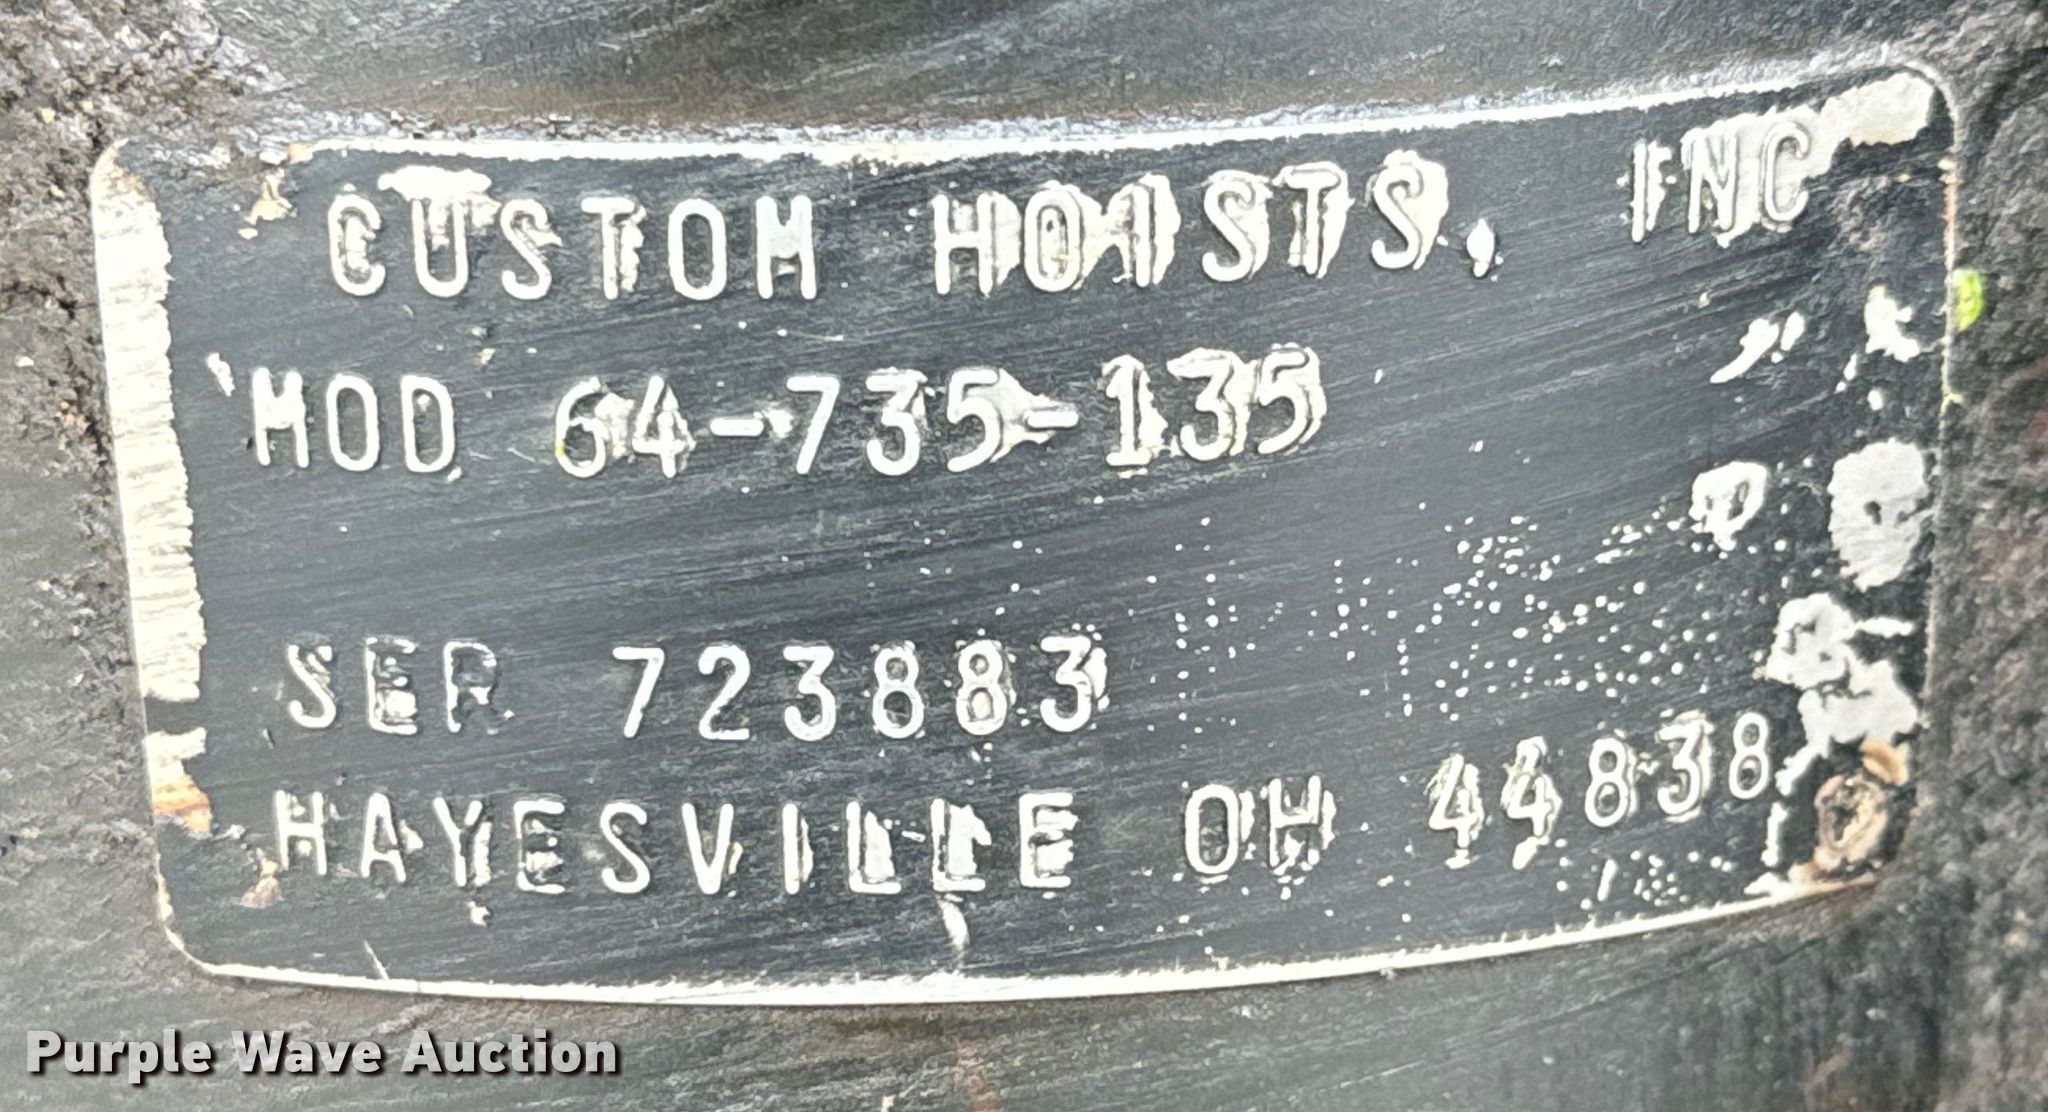 CUSTOM HOISTS, INC
MOD 64-735-135
SER 723883
HAYESVILLE OH 44838
Purple Wave Auction